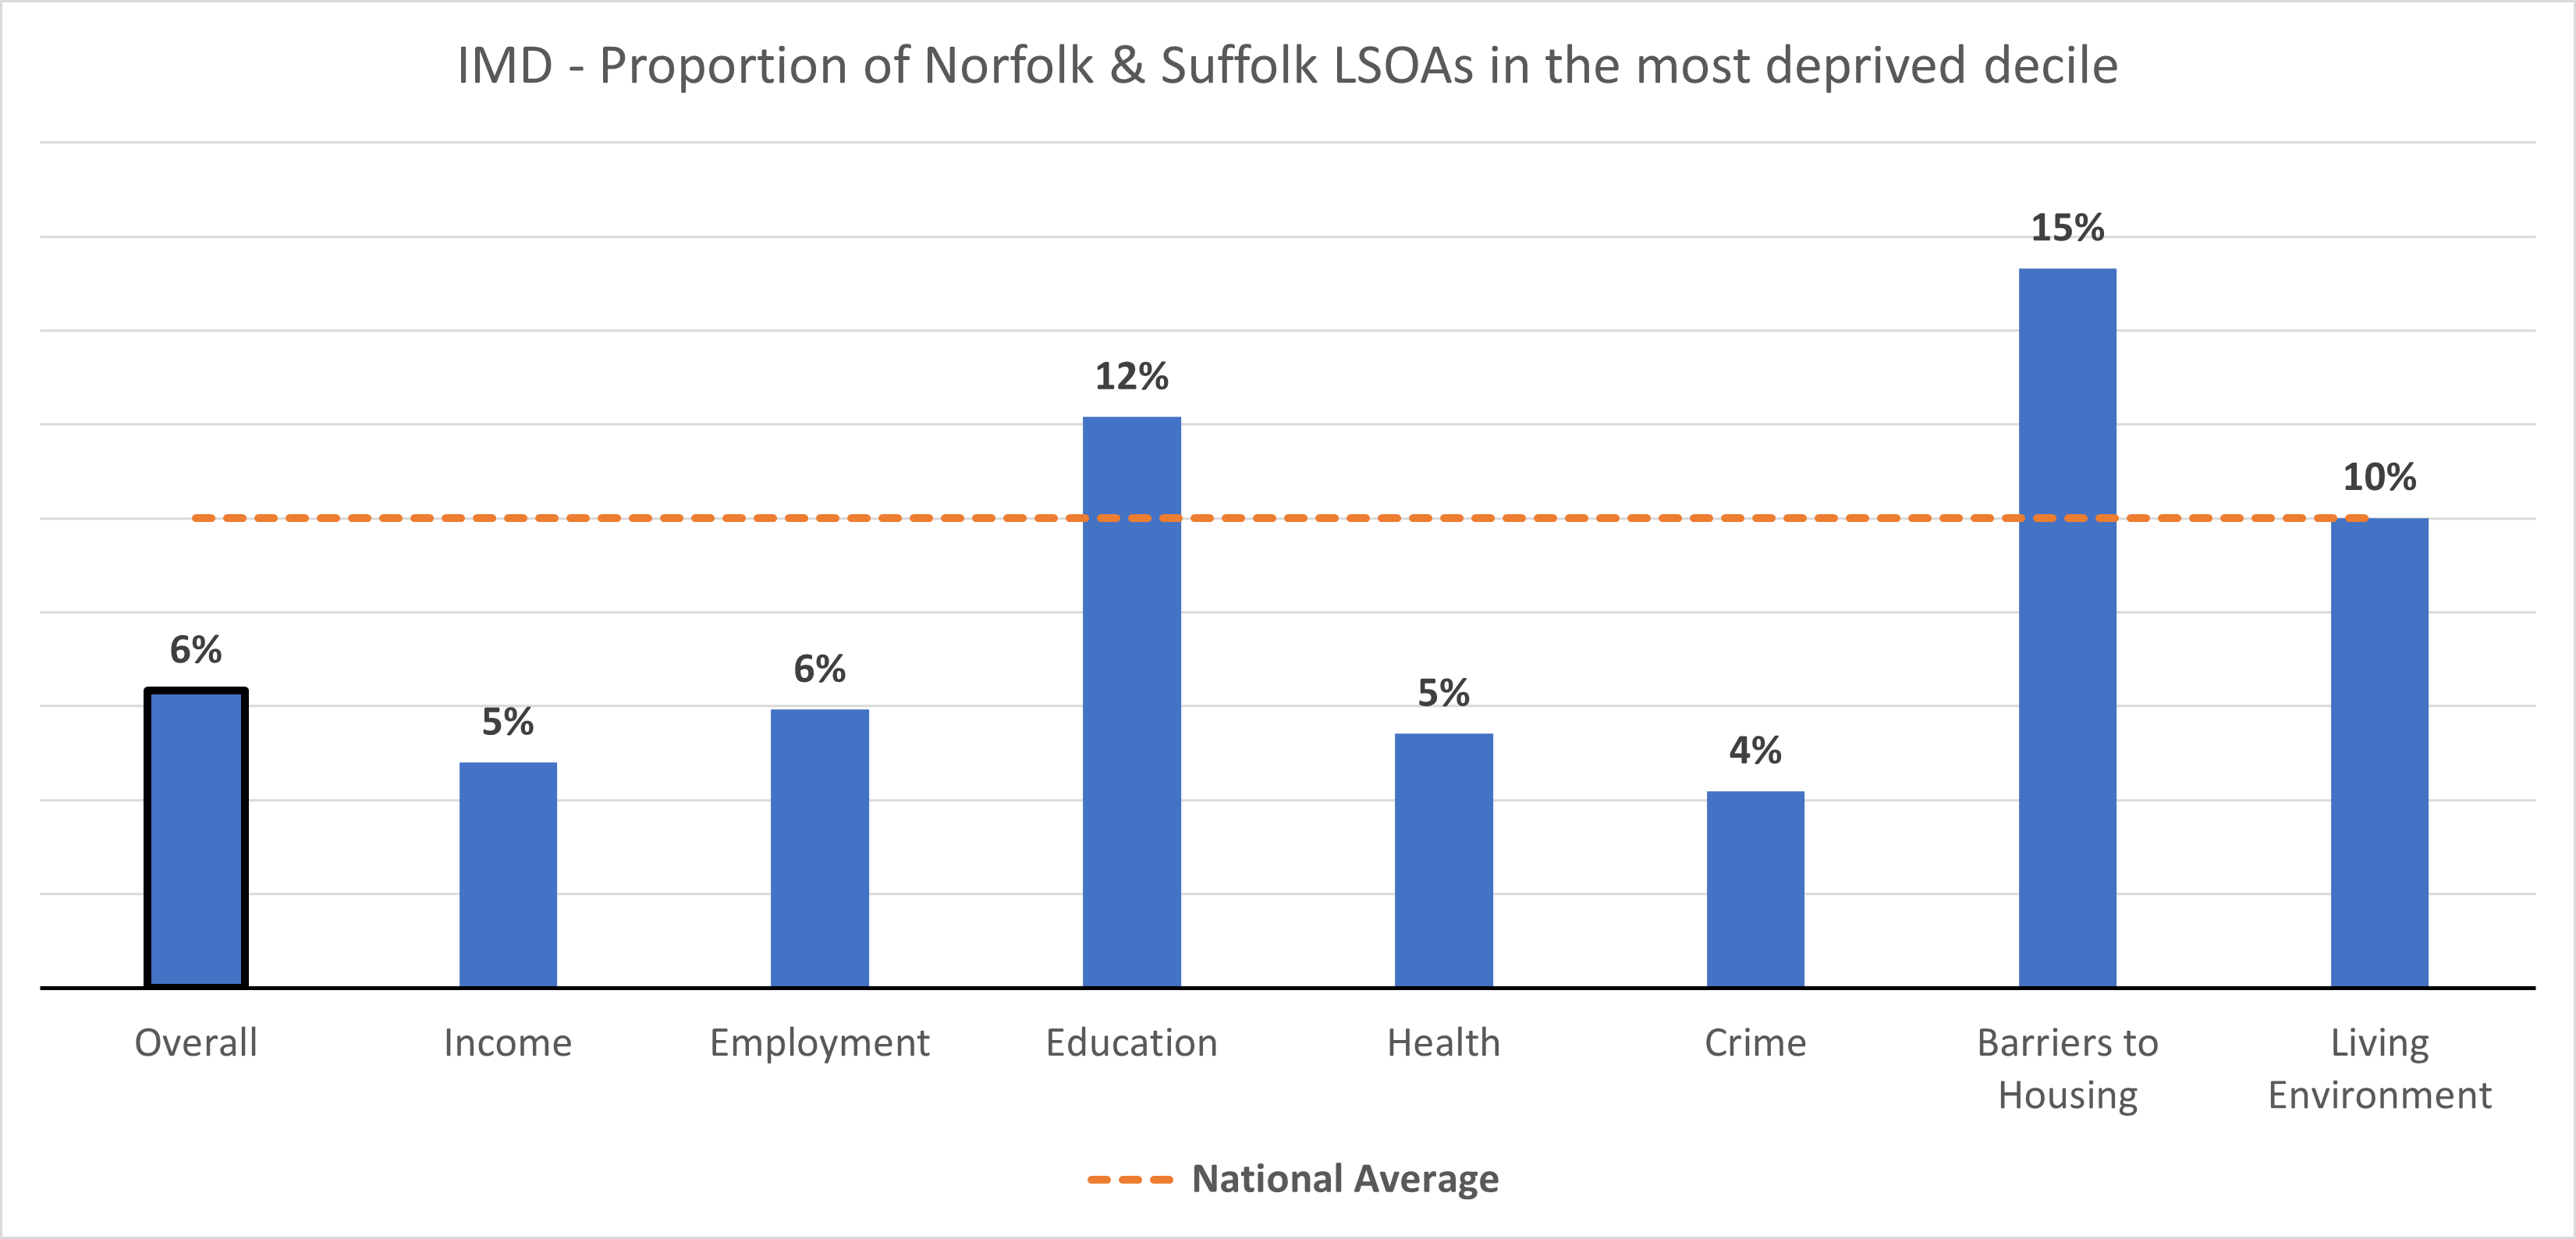 IMD - Proportion of Norfolk & Suffolk LSOAs in the most deprived decile
6%
5%
6%
12%
5%
4%
15%
10%
Overall
Income
Employment
Education
Health
Crime
Barriers to
Housing
Living
Environment
National Average